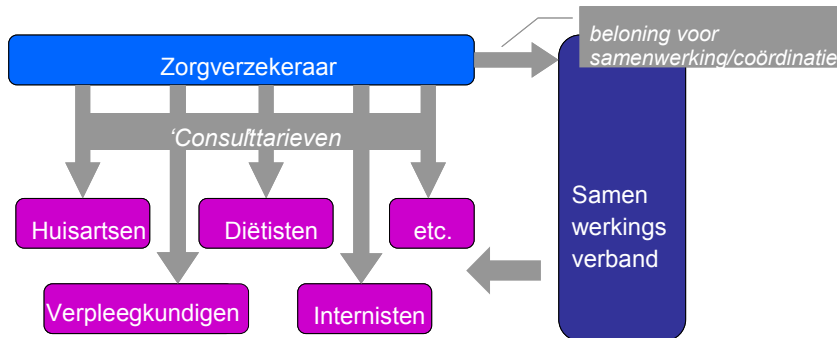 beloning voor
samenwerking/coördinatie
Zorgverzekeraar
'Consulttarieven
Huisartsen
Diëtisten
etc.
Verpleegkundigen
Internisten
Samen
werkings
verband